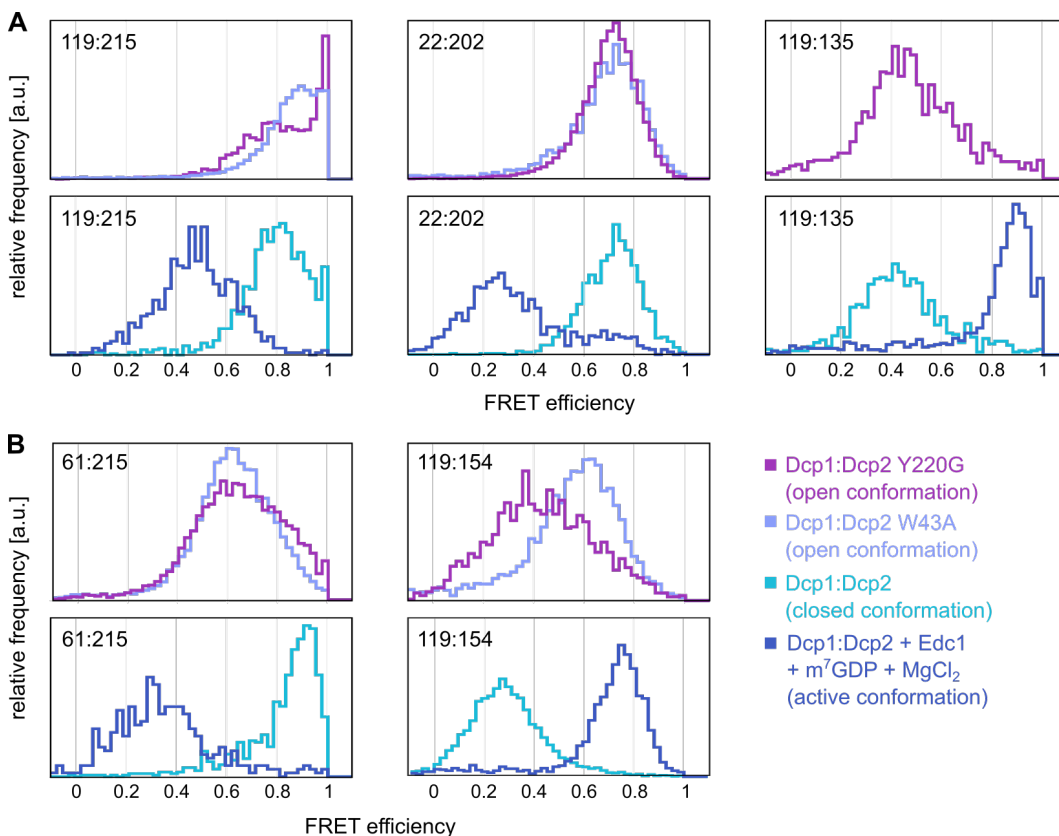 A
relative frequency [a.u.]
119:215
22:202
119:135
119:215
22:202
119:135
0 0.2 0.4 0.6 0.8 1
0 0.2 0.4 0.6 0.8 1
0 0.2 0.4 0.6 0.8 1
FRET efficiency
B
relative frequency [a.u.]
61:215
119:154
61:215
119:154
0 0.2 0.4 0.6 0.8 1
0 0.2 0.4 0.6 0.8 1
FRET efficiency
Dcp1:Dcp2 Y220G
(open conformation)
Dcp1:Dcp2 W43A
(open conformation)
Dcp1:Dcp2
(closed conformation)
Dcp1:Dcp2 + Edc1
+ m⁷GDP + MgCl₂
(active conformation)